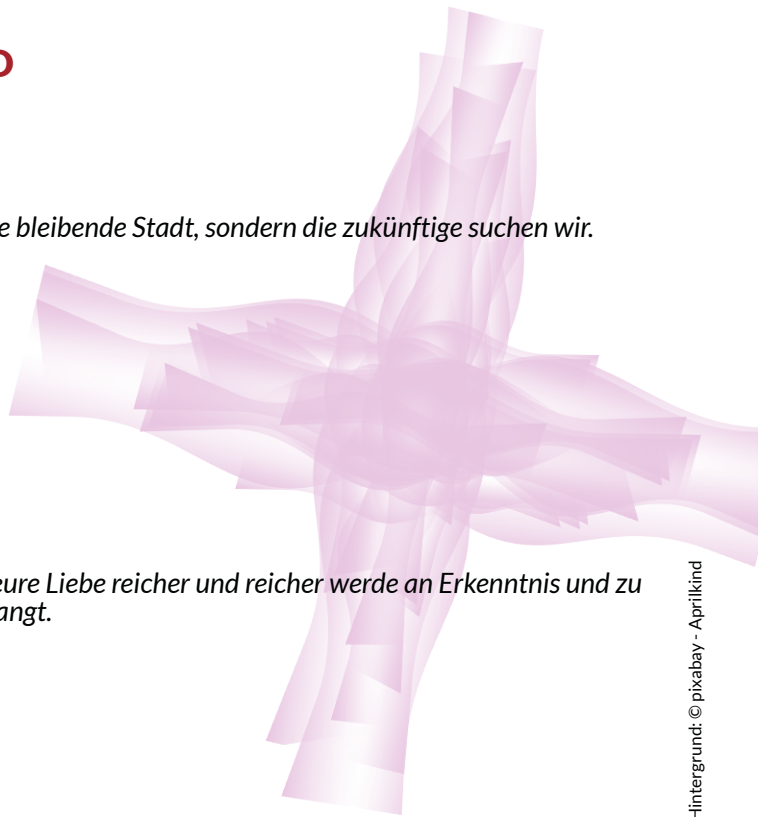 e bleibende Stadt, sondern die zukünftige suchen wir.
eure Liebe reicher und reicher werde an Erkenntnis und zu
angt.
Hintergrund: © pixabay - Aprilkind